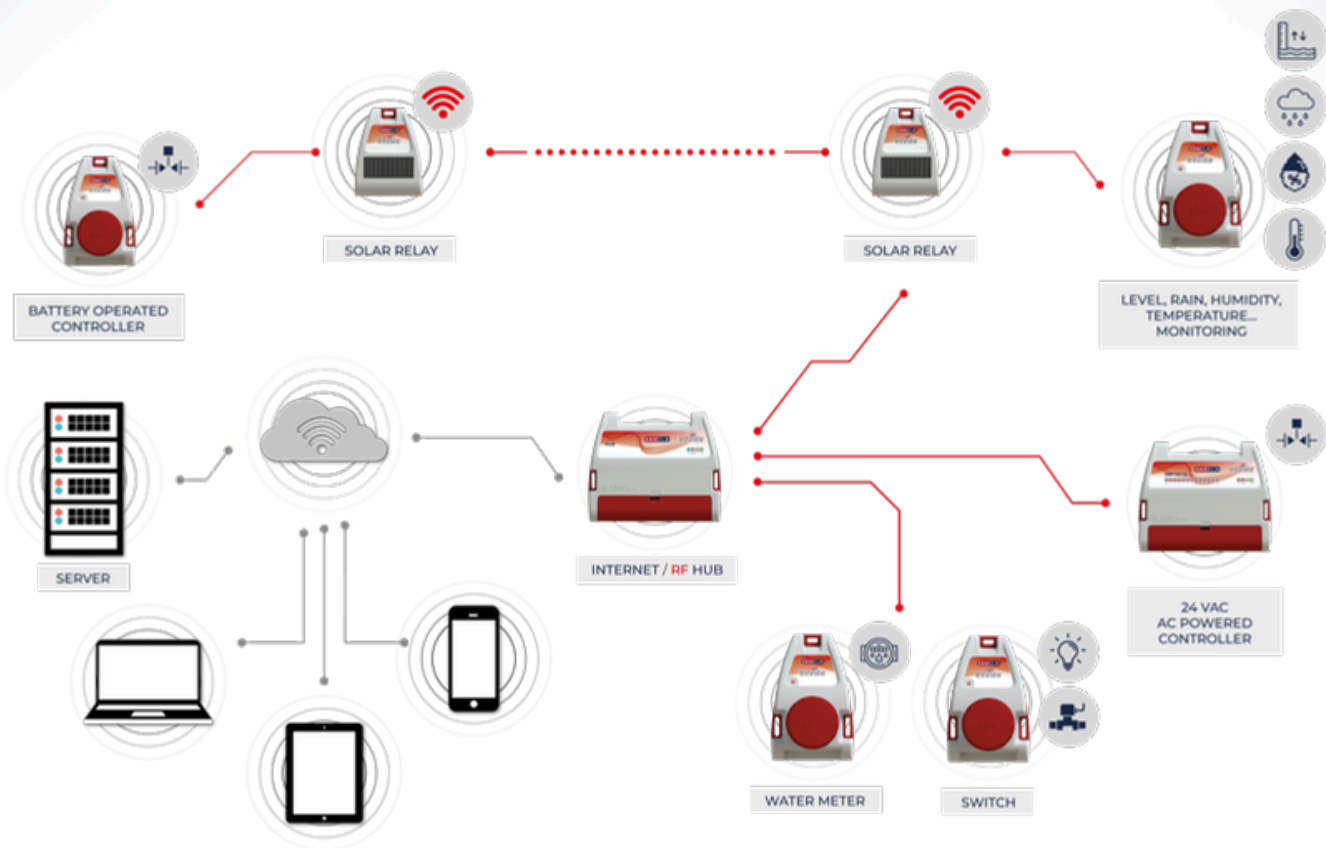 SOLAR RELAY
SOLAR RELAY
BATTERY OPERATED
CONTROLLER
LEVEL, RAIN, HUMIDITY,
TEMPERATURE...
MONITORING
SERVER
INTERNET / RF HUB
24 VAC
AC POWERED
CONTROLLER
WATER METER
SWITCH